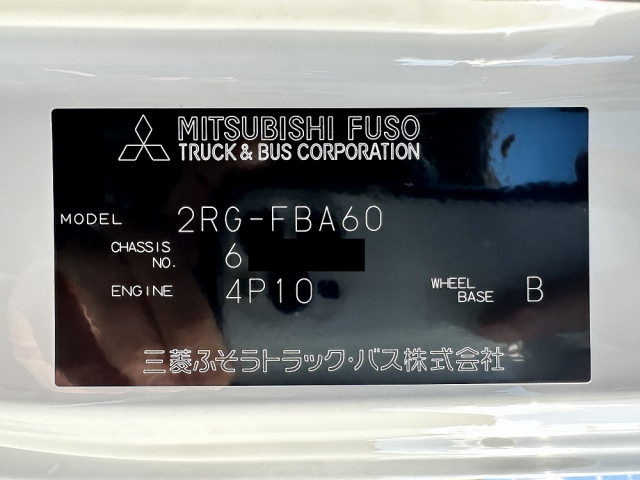 MITSUBISHI FUSO
TRUCK & BUS CORPORATION
MODEL 2RG-FBA60
CHASSIS NO. 6
ENGINE 4P10 WHEEL BASE B
三菱ふそうトラック・バス株式会社